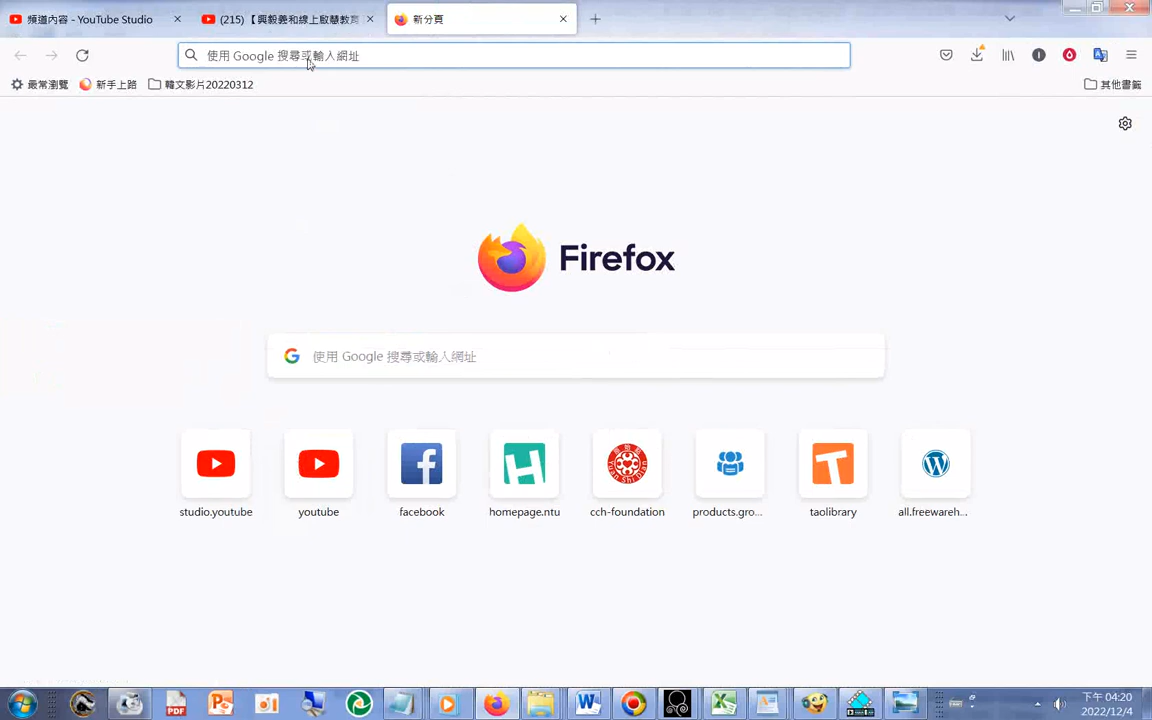 頻道內容 - YouTube Studio
(215)【興毅義和線上啟慧教育
新分頁
使用 Google 搜尋或輸入網址
最常瀏覽
新手上路
韓文影片20220312
其他書籤
Firefox
使用 Google 搜尋或輸入網址
studio.youtube
youtube
facebook
homepage.ntu
cch-foundation
products.gro...
taolibrary
all.freewareh...
下午 04:20
2022/12/4